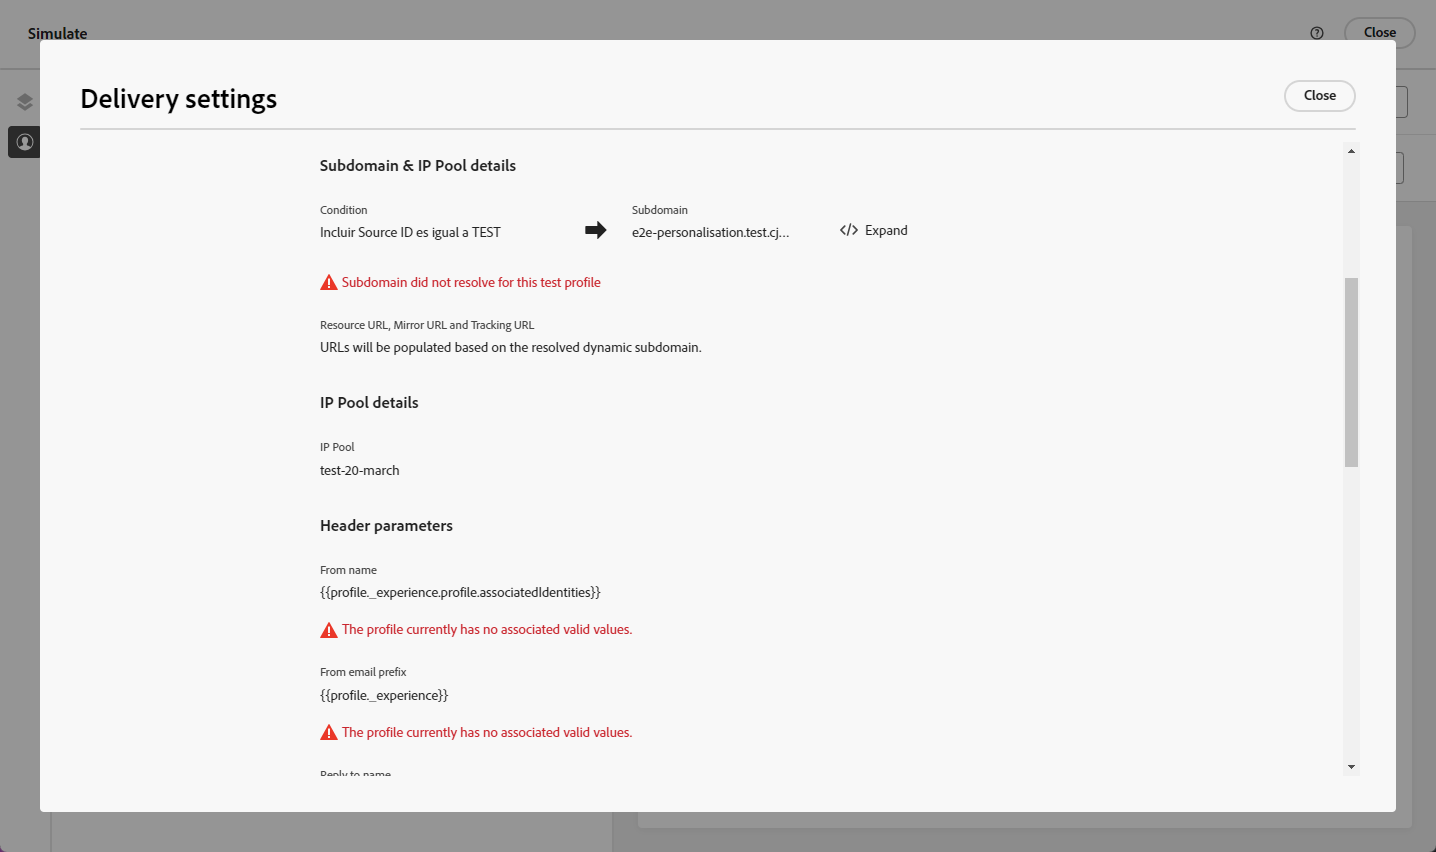 Simulate
Close
Delivery settings
Close
Subdomain & IP Pool details
Condition
Subdomain
Incluir Source ID es igual a TEST
e2e-personalisation.test.cj...
</> Expand
Subdomain did not resolve for this test profile
Resource URL, Mirror URL and Tracking URL
URLs will be populated based on the resolved dynamic subdomain.
IP Pool details
IP Pool
test-20-march
Header parameters
From name
{{profile._experience.profile.associatedIdentities}}
The profile currently has no associated valid values.
From email prefix
{{profile._experience}}
The profile currently has no associated valid values.
Reply to name